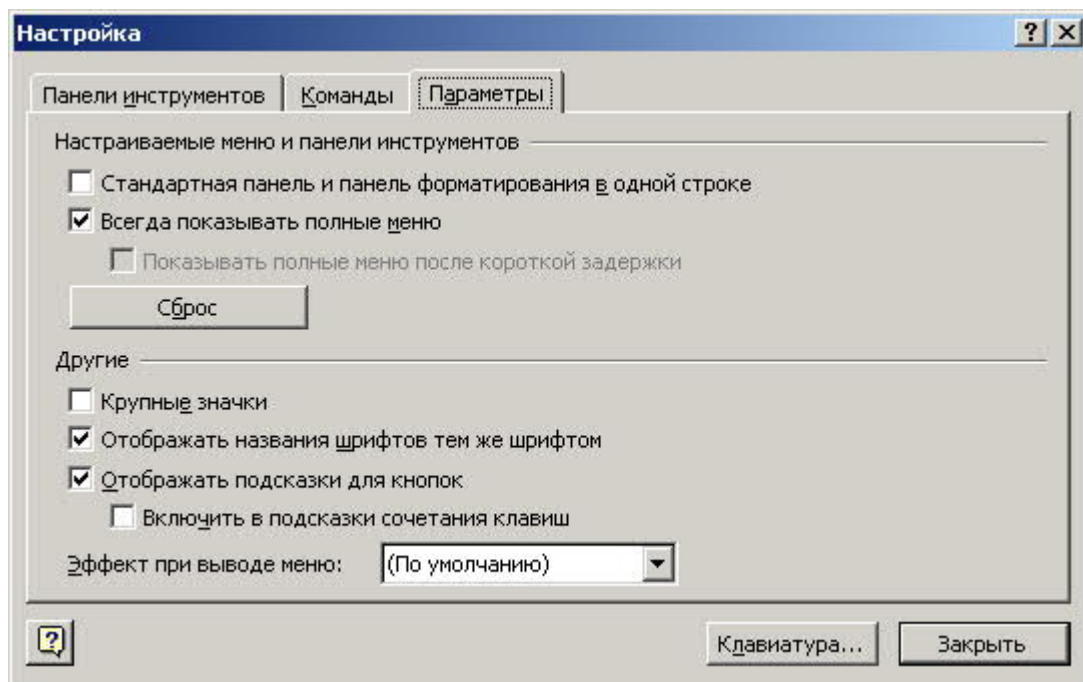 Настройка
Панели инструментов Команды Параметры
Настраиваемые меню и панели инструментов
Стандартная панель и панель форматирования в одной строке
Всегда показывать полные меню
Показывать полные меню после короткой задержки
Сброс
Другие
Крупные значки
Отображать названия шрифтов тем же шрифтом
Отображать подсказки для кнопок
Включить в подсказки сочетания клавиш
Эффект при выводе меню: (По умолчанию)
Клавиатура... Закрыть